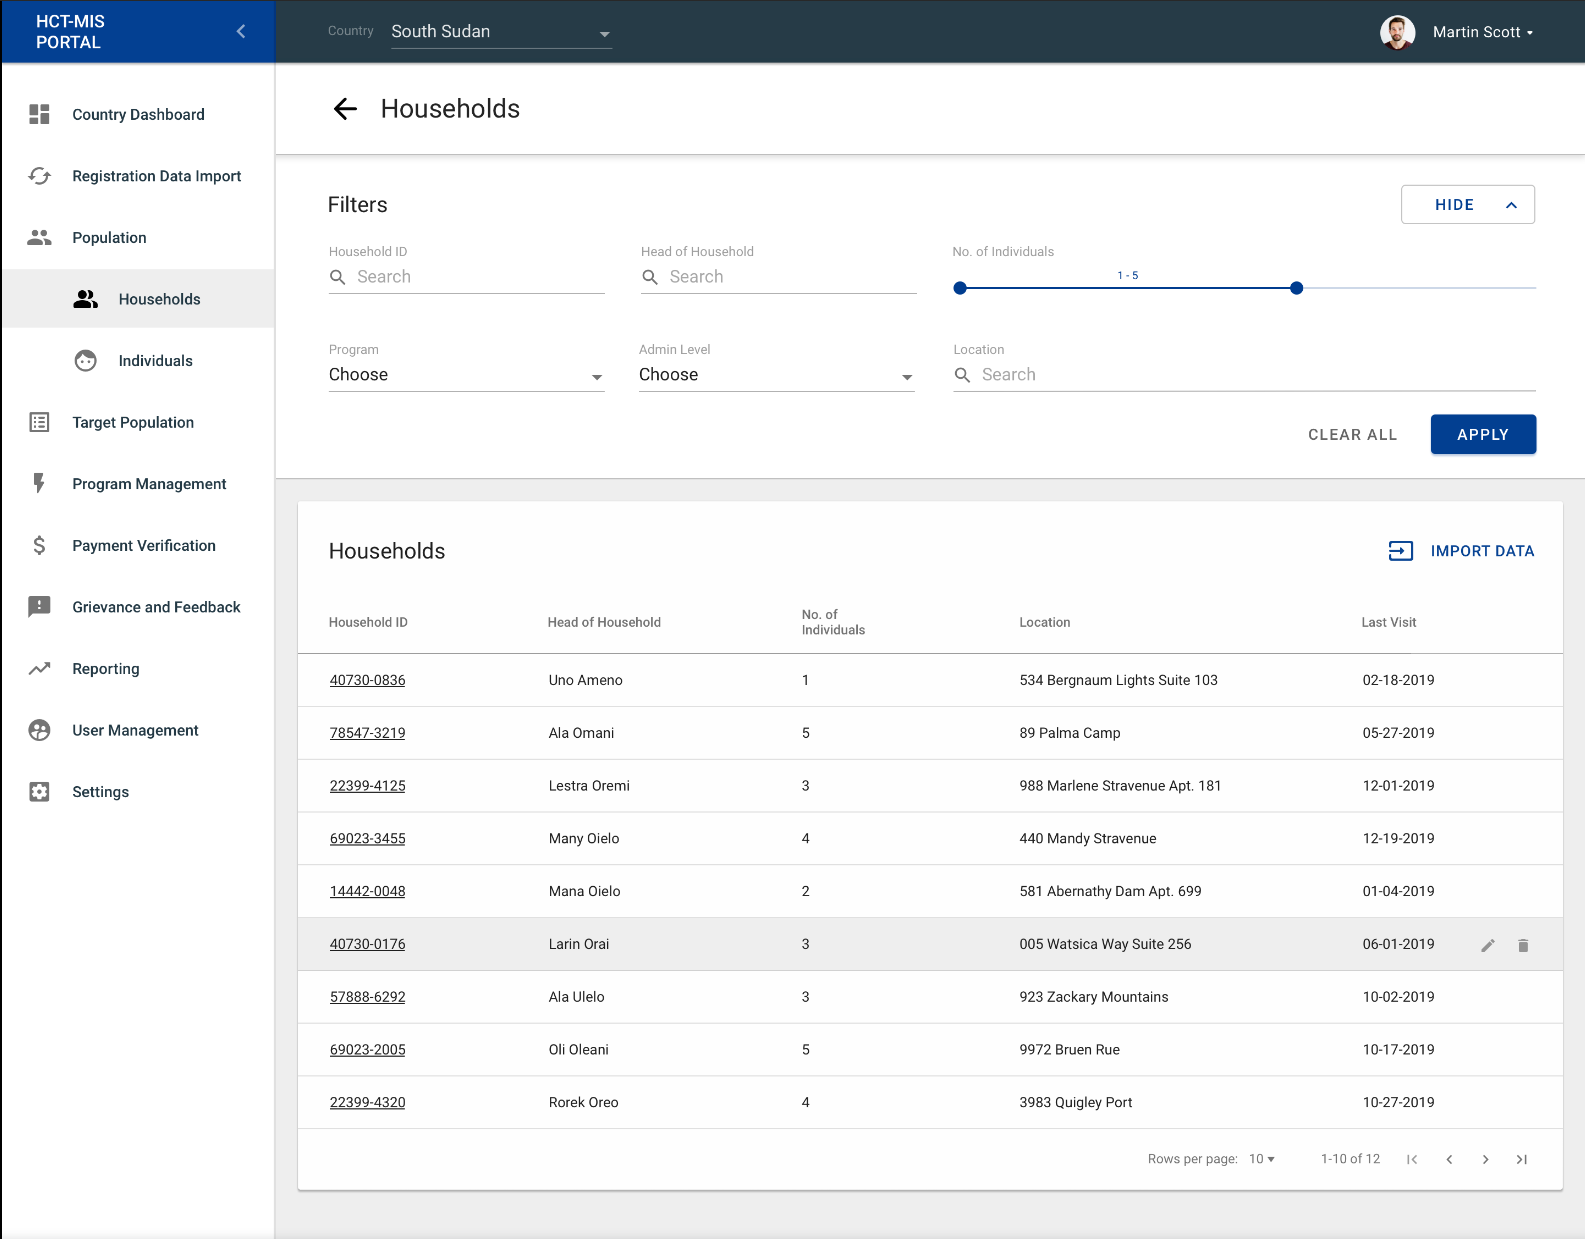 HCT-MIS
PORTAL
Country
South Sudan
Martin Scott
Country Dashboard
Registration Data Import
Population
Households
Individuals
Target Population
Program Management
Payment Verification
Grievance and Feedback
Reporting
User Management
Settings
Households
Filters
HIDE
Household ID
Search
Head of Household
Search
No. of Individuals
1 - 5
Program
Choose
Admin Level
Choose
Location
Search
CLEAR ALL
APPLY
Households
IMPORT DATA
Household ID Head of Household No. of Individuals Location Last Visit
40730-0836 Uno Ameno 1 534 Bergnaum Lights Suite 103 02-18-2019
78547-3219 Ala Omani 5 89 Palma Camp 05-27-2019
22399-4125 Lestra Oremi 3 988 Marlene Stravenue Apt. 181 12-01-2019
69023-3455 Many Oielo 4 440 Mandy Stravenue 12-19-2019
14442-0048 Mana Oielo 2 581 Abernathy Dam Apt. 699 01-04-2019
40730-0176 Larin Orai 3 005 Watsica Way Suite 256 06-01-2019
57888-6292 Ala Ulelo 3 923 Zackary Mountains 10-02-2019
69023-2005 Oli Oleani 5 9972 Bruen Rue 10-17-2019
22399-4320 Rorek Oreo 4 3983 Quigley Port 10-27-2019
Rows per page: 10 1-10 of 12